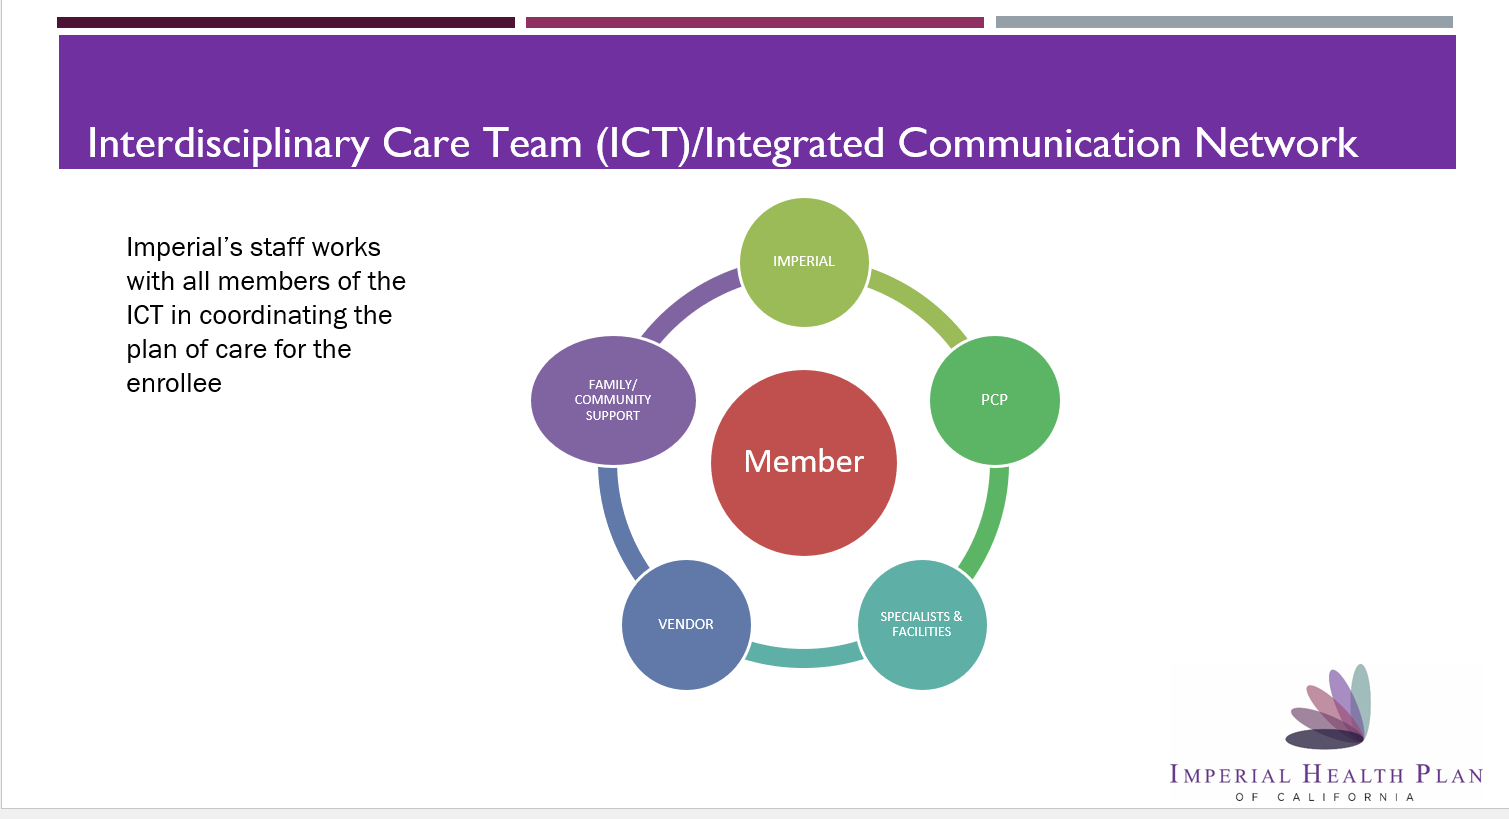 Interdisciplinary Care Team (ICT)/Integrated Communication Network
Imperial’s staff works
with all members of the
ICT in coordinating the
plan of care for the
enrollee
IMPERIAL
PCP
SPECIALISTS &
FACILITIES
VENDOR
FAMILY/
COMMUNITY
SUPPORT
Member
IMPERIAL HEALTH PLAN
OF CALIFORNIA